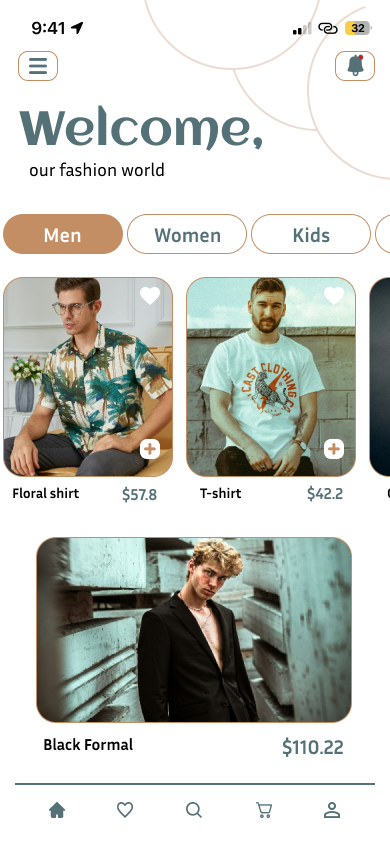 9:41
32
Welcome,
our fashion world
Men
Women
Kids
CAST CLOTHING CO
Floral shirt
$57.8
T-shirt
$42.2
Black Formal
$110.22